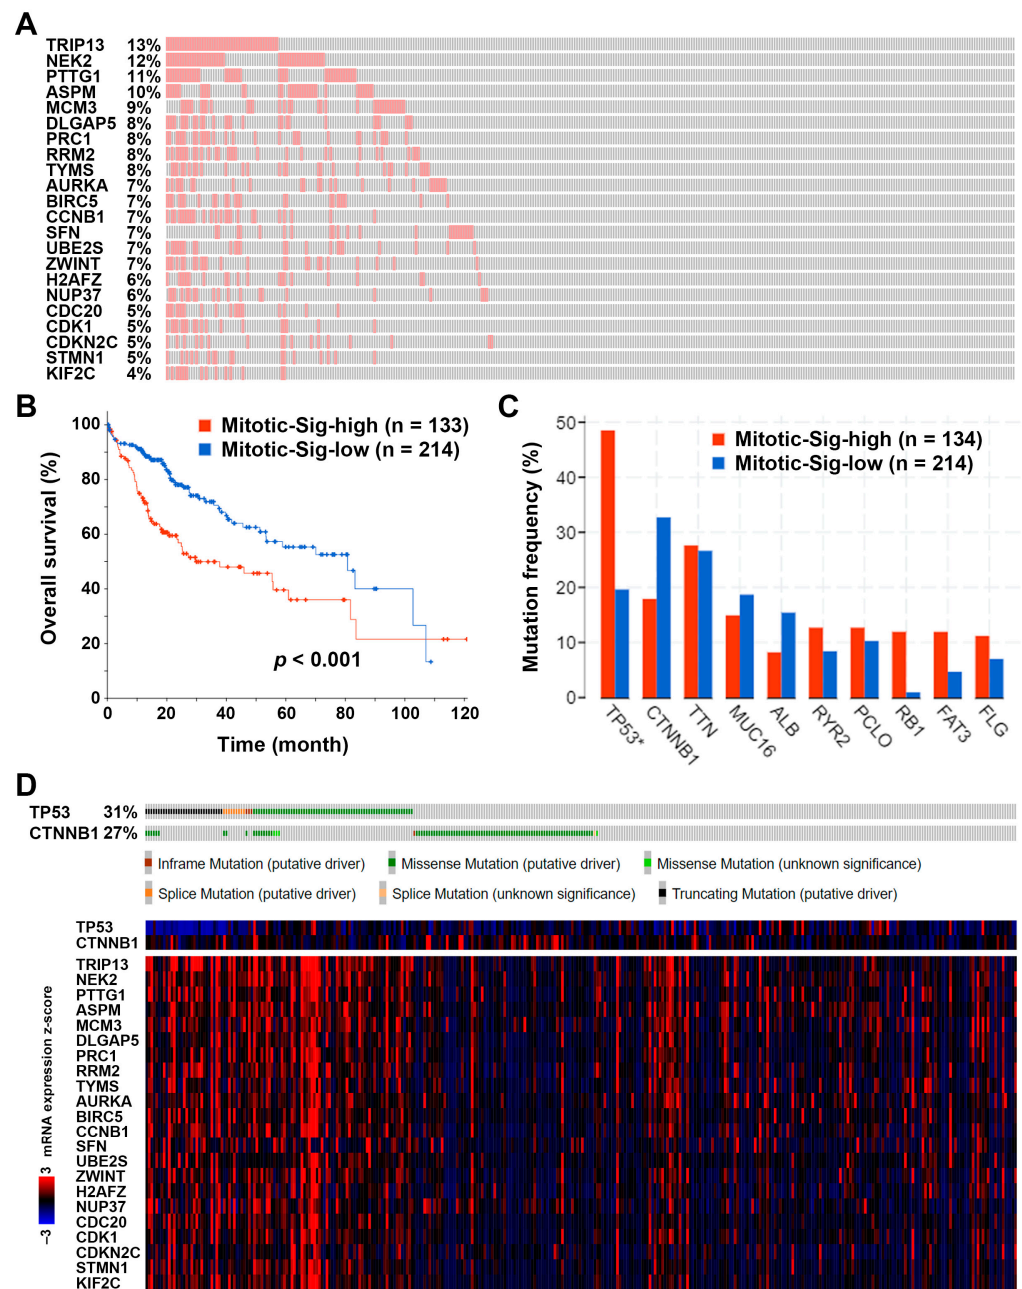 A
TRIP13 13%
NEK2 12%
PTTG1 11%
ASPM 10%
MCM3 9%
DLGAP5 8%
PRC1 8%
RRM2 8%
TYMS 8%
AURKA 7%
BIRC5 7%
CCNB1 7%
SFN 7%
UBE2S 7%
ZWINT 7%
H2AFZ 6%
NUP37 6%
CDC20 5%
CDK1 5%
CDKN2C 5%
STMN1 5%
KIF2C 4%
B
Overall survival (%)
100
80
60
40
20
0
Mitotic-Sig-high (n = 133)
Mitotic-Sig-low (n = 214)
p < 0.001
0 20 40 60 80 100 120
Time (month)
C
Mutation frequency (%)
50
40
30
20
10
0
Mitotic-Sig-high (n = 134)
Mitotic-Sig-low (n = 214)
TP53* CTNNB1 TTN MUC16 ALB RYR2 PCLO RB1 FAT3 FLG
D
TP53 31%
CTNNB1 27%
Inframe Mutation (putative driver) Missense Mutation (putative driver) Missense Mutation (unknown significance)
Splice Mutation (putative driver) Splice Mutation (unknown significance) Truncating Mutation (putative driver)
TP53
CTNNB1
TRIP13
NEK2
PTTG1
ASPM
MCM3
DLGAP5
PRC1
RRM2
TYMS
AURKA
BIRC5
CCNB1
SFN
UBE2S
ZWINT
H2AFZ
NUP37
CDC20
CDK1
CDKN2C
STMN1
KIF2C
−3 3 mRNA expression z-score